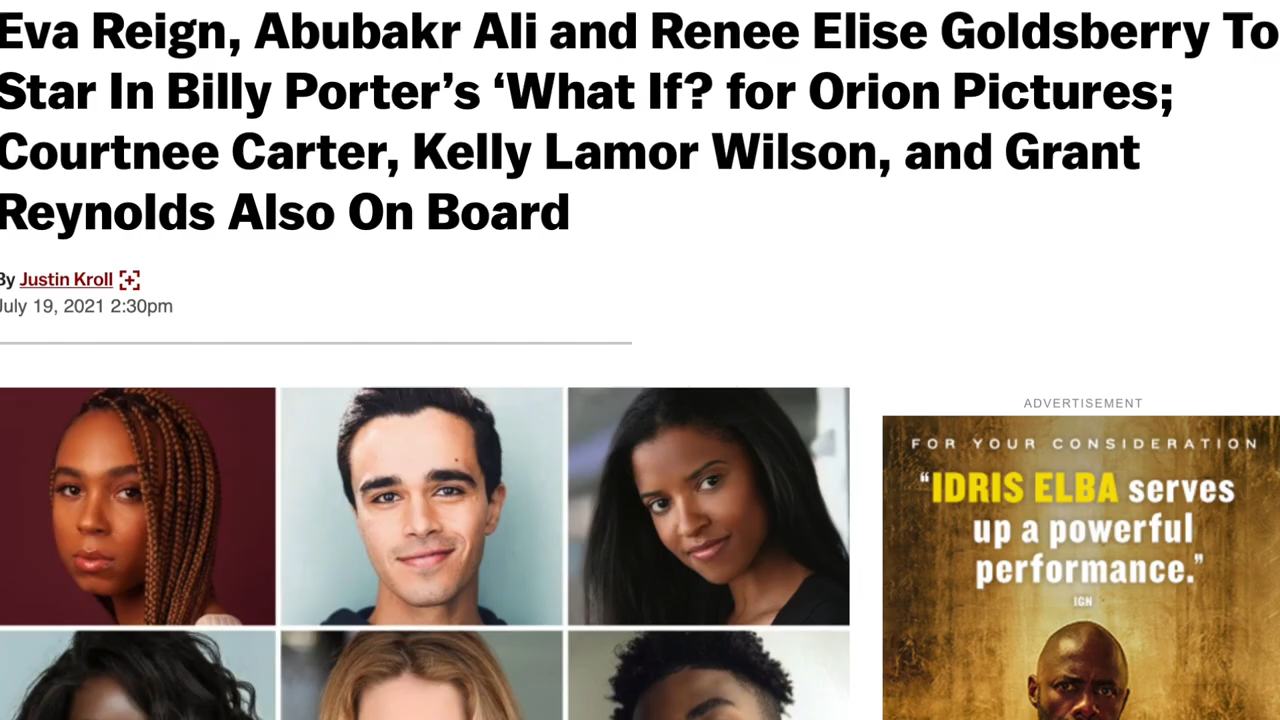 Eva Reign, Abubakr Ali and Renee Elise Goldsberry To
Star In Billy Porter’s ‘What If? for Orion Pictures;
Courtnee Carter, Kelly Lamor Wilson, and Grant
Reynolds Also On Board
By Justin Kroll
July 19, 2021 2:30pm
ADVERTISEMENT
FOR YOUR CONSIDERATION
“IDRIS ELBA serves
up a powerful
performance.”
IGN